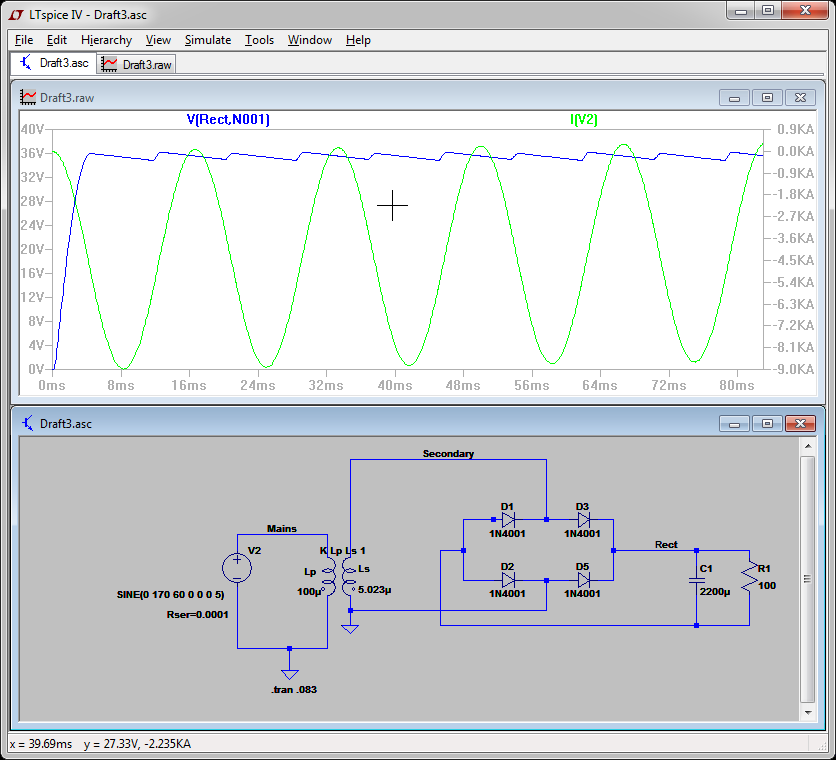 LTspice IV - Draft3.asc
File Edit Hierarchy View Simulate Tools Window Help
Draft3.asc Draft3.raw
Draft3.raw
V(Rect,N001) I(V2)
40V 0.9KA
36V 0.0KA
32V -0.9KA
28V -1.8KA
24V -2.7KA
20V -3.6KA
16V -4.5KA
12V -5.4KA
8V -6.3KA
4V -7.2KA
0V -8.1KA
-9.0KA
0ms 8ms 16ms 24ms 32ms 40ms 48ms 56ms 64ms 72ms 80ms
Draft3.asc
Secondary
D1 D3
1N4001 1N4001
Mains
V2
K Lp Ls 1
Rect
Lp Ls
D2 D5
C1 R1
100µ 5.023µ
2200µ 100
1N4001 1N4001
SINE(0 170 60 0 0 0 5)
Rser=0.0001
.tran .083
x = 39.69ms y = 27.33V, -2.235KA